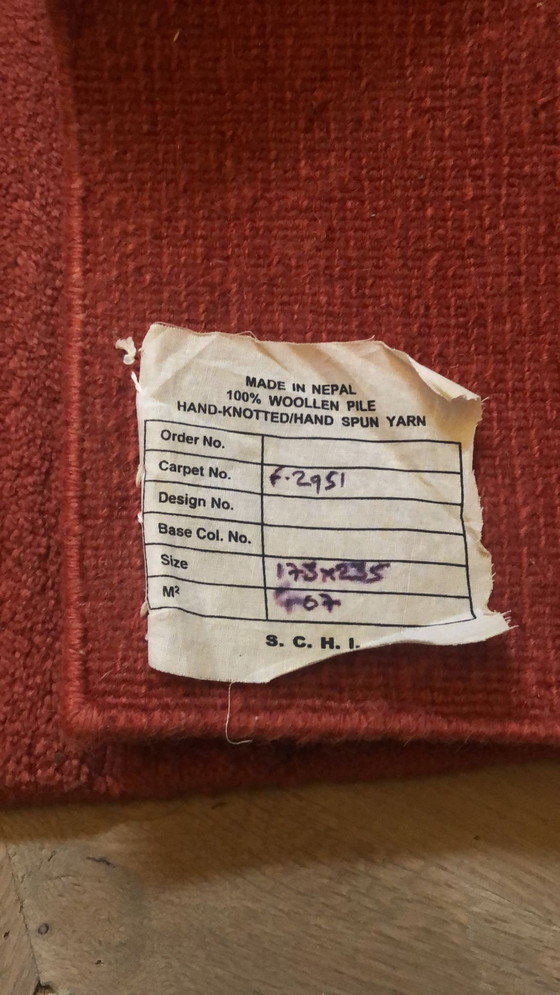 MADE IN NEPAL
100% WOOLLEN PILE
HAND-KNOTTED/HAND SPUN YARN
Order No.
Carpet No. F-2951
Design No.
Base Col. No.
Size 173x235
M² 407
S. C. H. I.